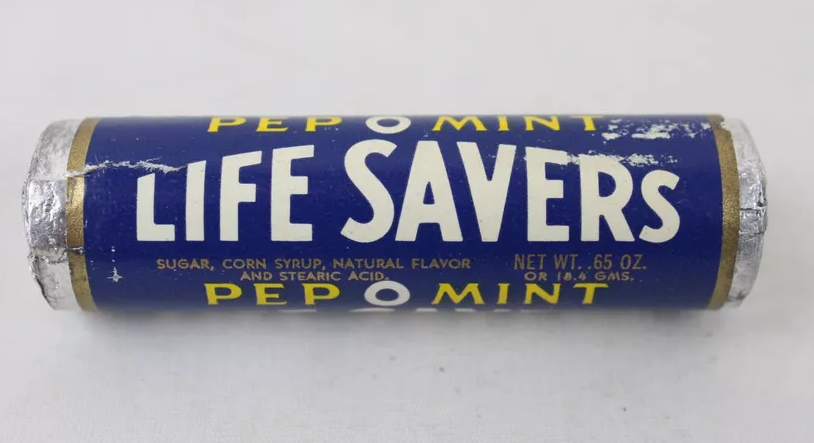 PEP O MINT
LIFE SAVERS
SUGAR, CORN SYRUP, NATURAL FLAVOR
AND STEARIC ACID.
NET WT. .65 OZ.
OR 18.4 GMS.
PEP O MINT